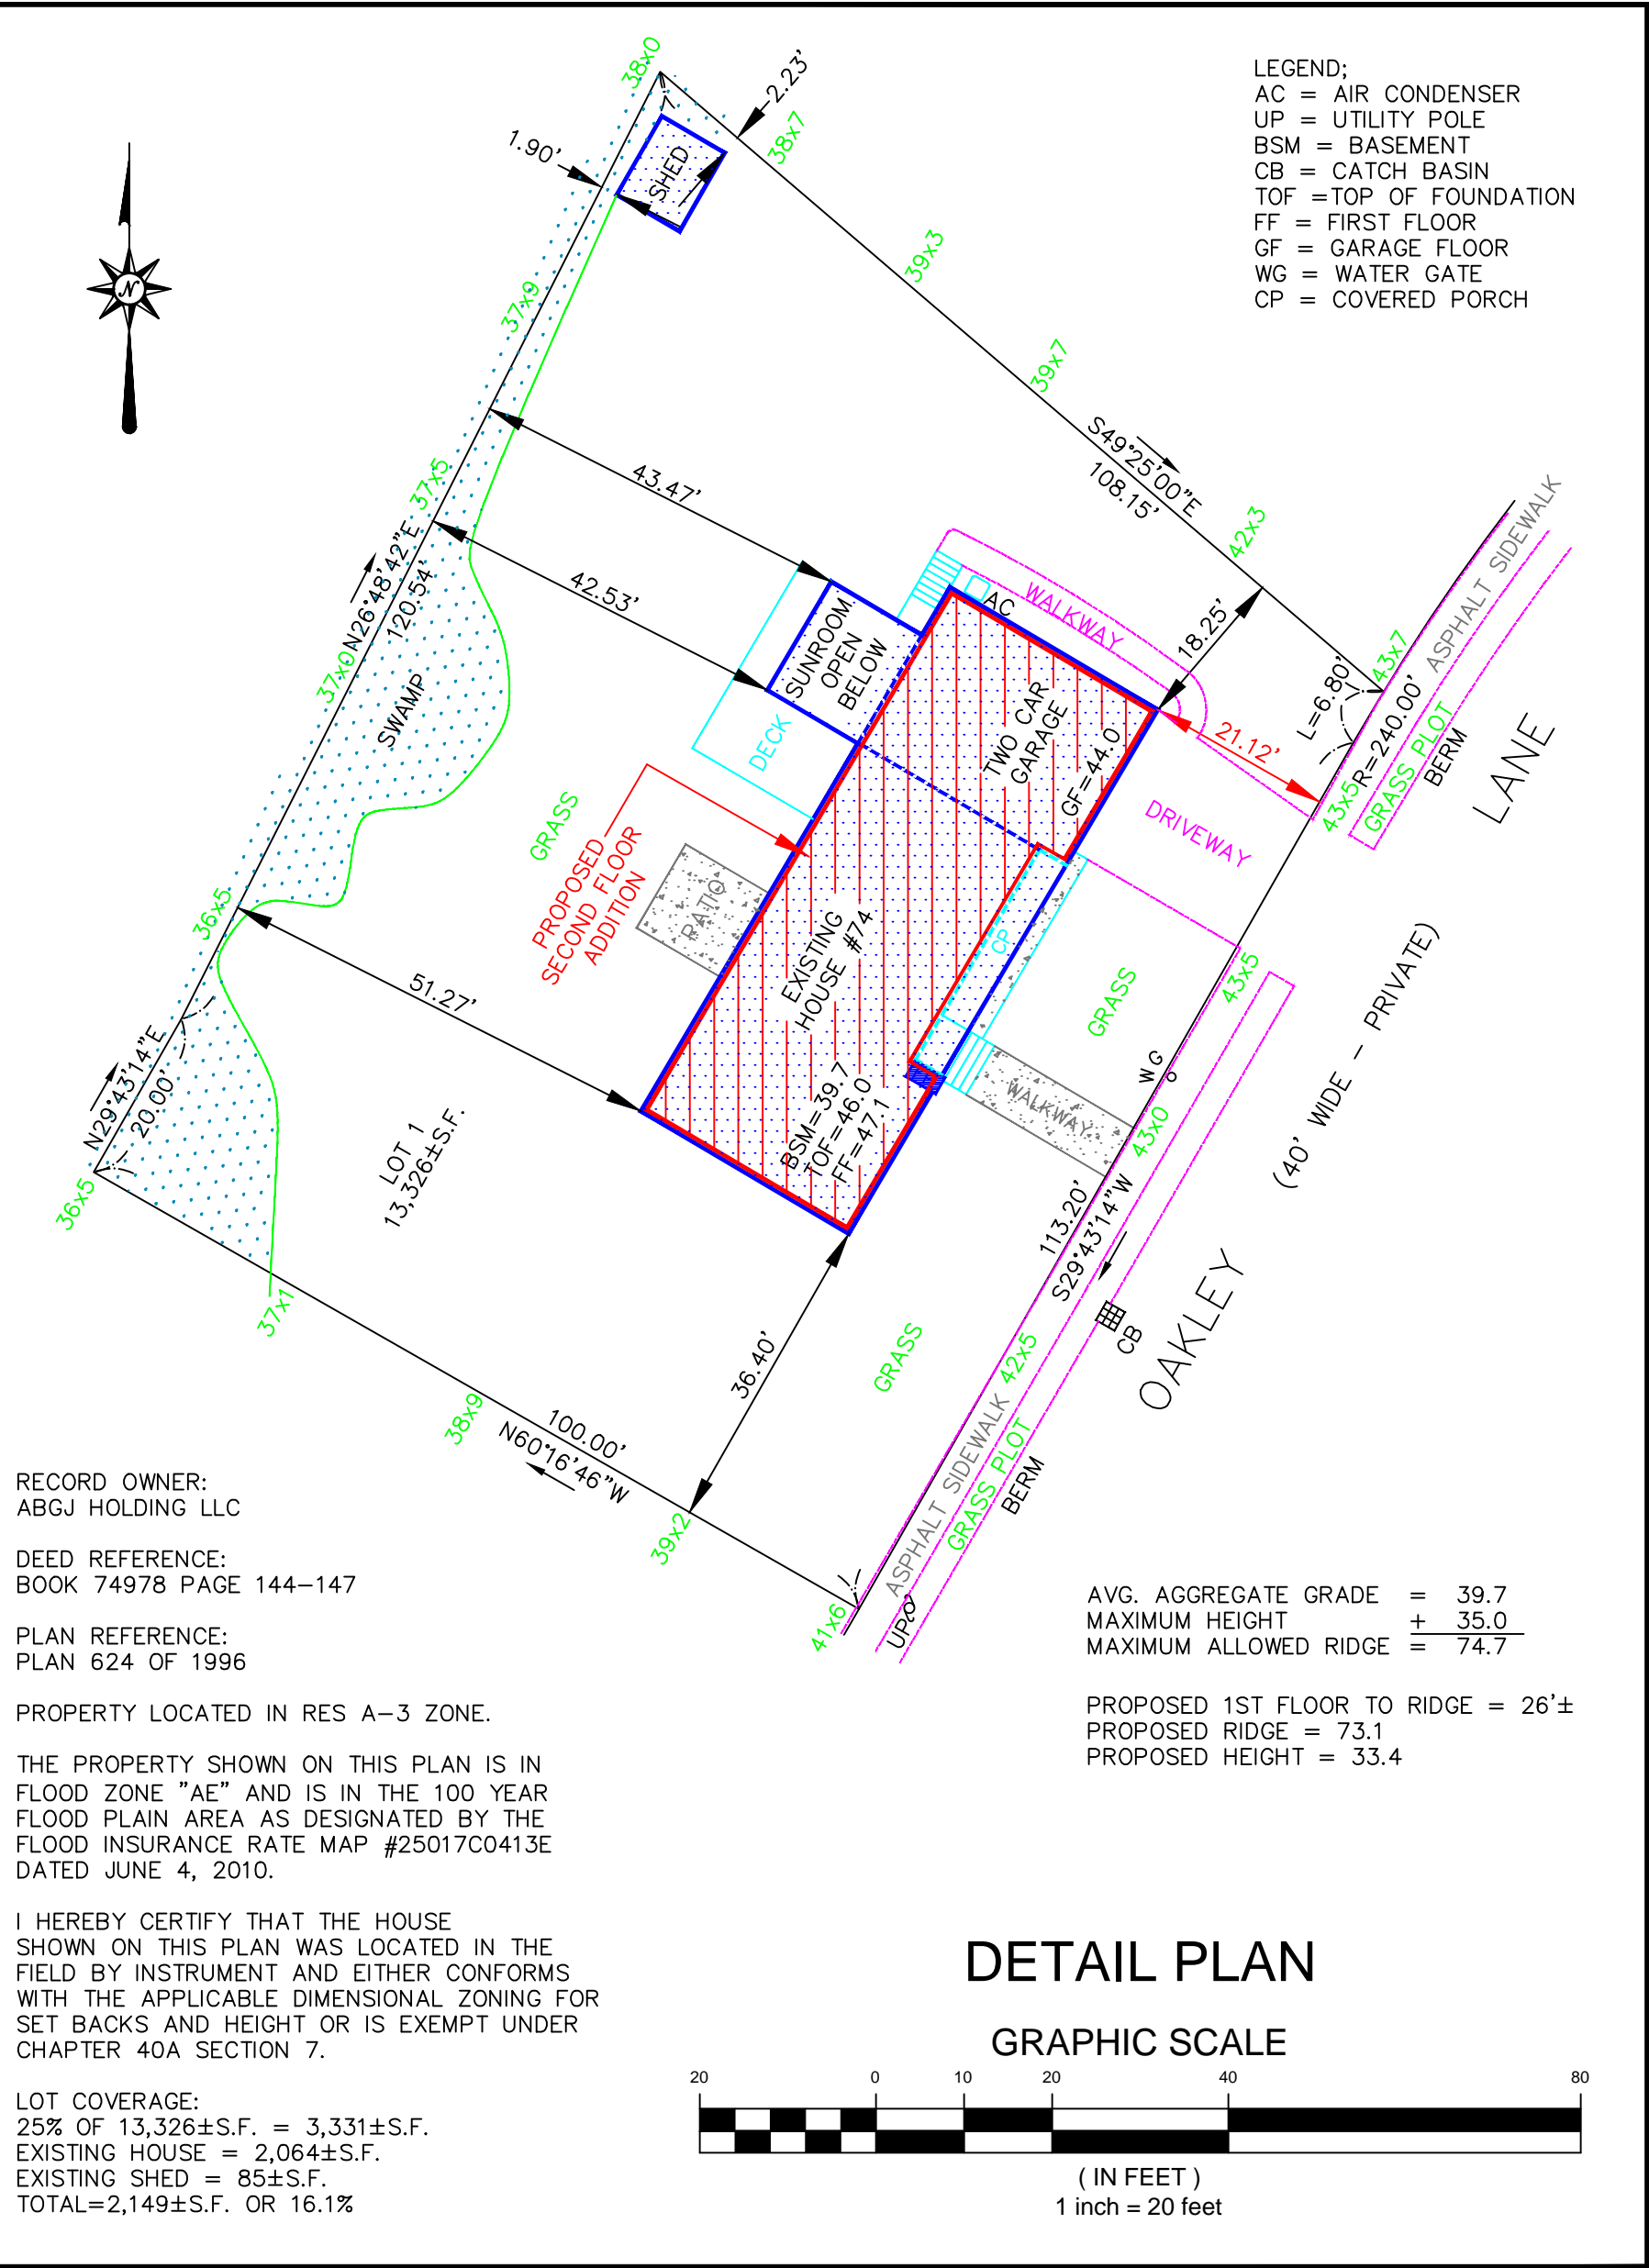 LEGEND;
AC = AIR CONDENSER
UP = UTILITY POLE
BSM = BASEMENT
CB = CATCH BASIN
TOF =TOP OF FOUNDATION
FF = FIRST FLOOR
GF = GARAGE FLOOR
WG = WATER GATE
CP = COVERED PORCH
38x0
2.23'
38x7
1.90'
SHED
N
37x9
39x3
39x7
S49°25'00"E
108.15'
42x3
43.47'
37x5
42.53'
N26°48'42"E
120.54'
37x0
SWAMP
SUNROOM
OPEN
BELOW
DECK
AC
WALKWAY
18.25'
TWO CAR
GARAGE
GF=44.0
21.12'
L=6.80'
R=240.00'
43x7
43x5
ASPHALT SIDEWALK
GRASS PLOT
BERM
LANE
DRIVEWAY
GRASS
PROPOSED
SECOND FLOOR
ADDITION
PATIO
EXISTING
HOUSE #74
CP
GRASS
43x5
36x5
51.27'
BSM=39.7
TOF=46.0
FF=47.1
WALKWAY
WG
43x0
(40' WIDE – PRIVATE)
N29°43'14"E
20.00'
36x5
LOT 1
13,326±S.F.
113.20'
S29°43'14"W
37x1
CB
OAKLEY
36.40'
GRASS
42x5
38x9
100.00'
N60°16'46"W
39x2
ASPHALT SIDEWALK
GRASS PLOT
BERM
41x6
UP
RECORD OWNER:
ABGJ HOLDING LLC
DEED REFERENCE:
BOOK 74978 PAGE 144–147
PLAN REFERENCE:
PLAN 624 OF 1996
PROPERTY LOCATED IN RES A–3 ZONE.
THE PROPERTY SHOWN ON THIS PLAN IS IN
FLOOD ZONE "AE" AND IS IN THE 100 YEAR
FLOOD PLAIN AREA AS DESIGNATED BY THE
FLOOD INSURANCE RATE MAP #25017C0413E
DATED JUNE 4, 2010.
I HEREBY CERTIFY THAT THE HOUSE
SHOWN ON THIS PLAN WAS LOCATED IN THE
FIELD BY INSTRUMENT AND EITHER CONFORMS
WITH THE APPLICABLE DIMENSIONAL ZONING FOR
SET BACKS AND HEIGHT OR IS EXEMPT UNDER
CHAPTER 40A SECTION 7.
LOT COVERAGE:
25% OF 13,326±S.F. = 3,331±S.F.
EXISTING HOUSE = 2,064±S.F.
EXISTING SHED = 85±S.F.
TOTAL=2,149±S.F. OR 16.1%
AVG. AGGREGATE GRADE = 39.7
MAXIMUM HEIGHT + 35.0
MAXIMUM ALLOWED RIDGE = 74.7
PROPOSED 1ST FLOOR TO RIDGE = 26'±
PROPOSED RIDGE = 73.1
PROPOSED HEIGHT = 33.4
DETAIL PLAN
GRAPHIC SCALE
20 0 10 20 40 80
( IN FEET )
1 inch = 20 feet